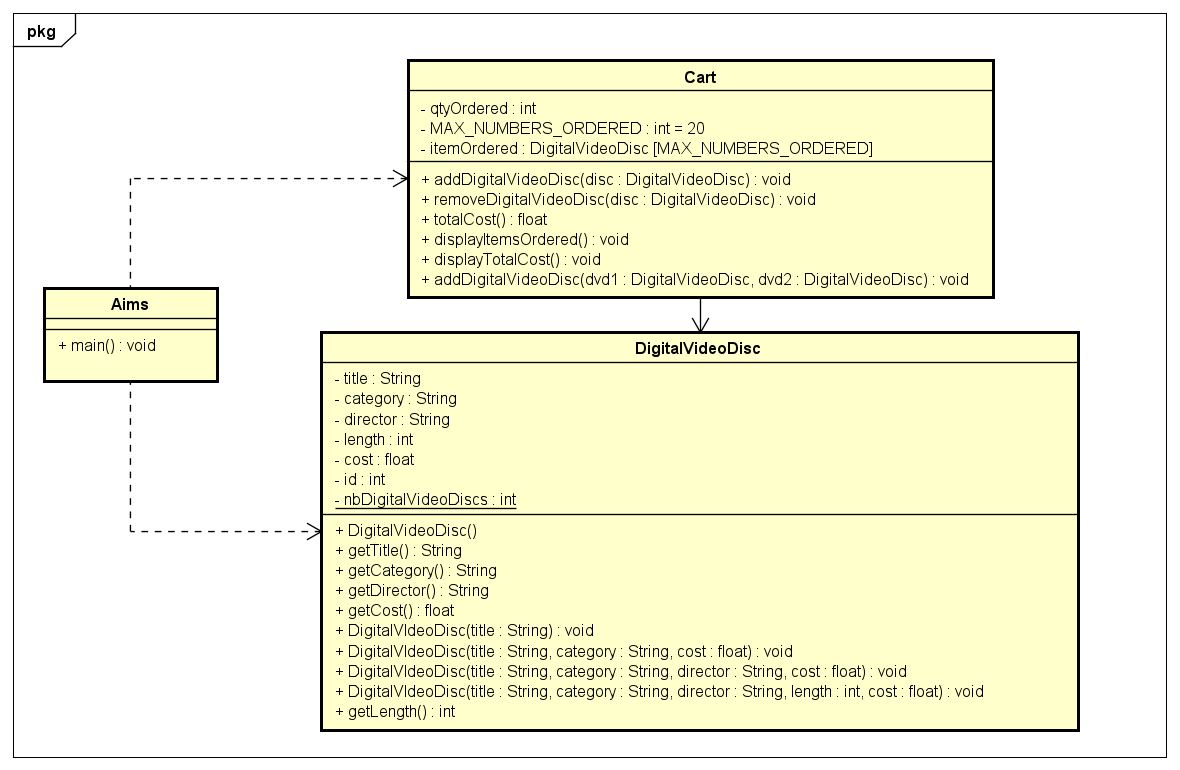 pkg
Cart
- qtyOrdered : int
- MAX_NUMBERS_ORDERED : int = 20
- itemOrdered : DigitalVideoDisc [MAX_NUMBERS_ORDERED]
+ addDigitalVideoDisc(disc : DigitalVideoDisc) : void
+ removeDigitalVideoDisc(disc : DigitalVideoDisc) : void
+ totalCost() : float
+ displayItemsOrdered() : void
+ displayTotalCost() : void
+ addDigitalVideoDisc(dvd1 : DigitalVideoDisc, dvd2 : DigitalVideoDisc) : void
Aims
+ main() : void
DigitalVideoDisc
- title : String
- category : String
- director : String
- length : int
- cost : float
- id : int
- nbDigitalVideoDiscs : int
+ DigitalVideoDisc()
+ getTitle() : String
+ getCategory() : String
+ getDirector() : String
+ getCost() : float
+ DigitalVIdeoDisc(title : String) : void
+ DigitalVIdeoDisc(title : String, category : String, cost : float) : void
+ DigitalVIdeoDisc(title : String, category : String, director : String, cost : float) : void
+ DigitalVIdeoDisc(title : String, category : String, director : String, length : int, cost : float) : void
+ getLength() : int